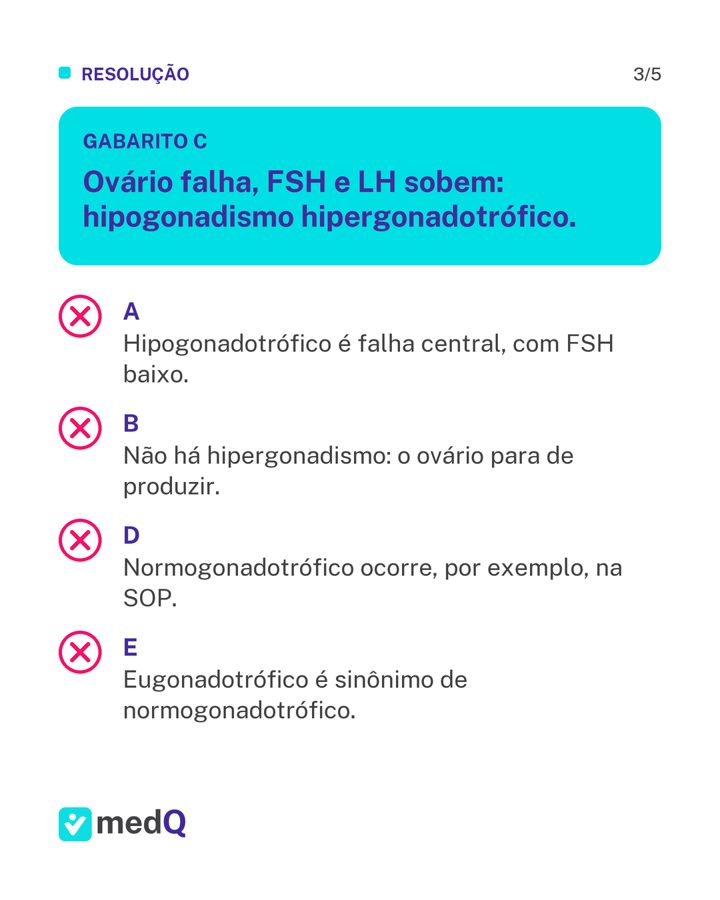 RESOLUÇÃO
3/5
GABARITO C
Ovário falha, FSH e LH sobem:
hipogonadismo hipergonadotrófico.
A
Hipogonadotrófico é falha central, com FSH
baixo.
B
Não há hipergonadismo: o ovário para de
produzir.
D
Normogonadotrófico ocorre, por exemplo, na
SOP.
E
Eugonadotrófico é sinônimo de
normogonadotrófico.
medQ